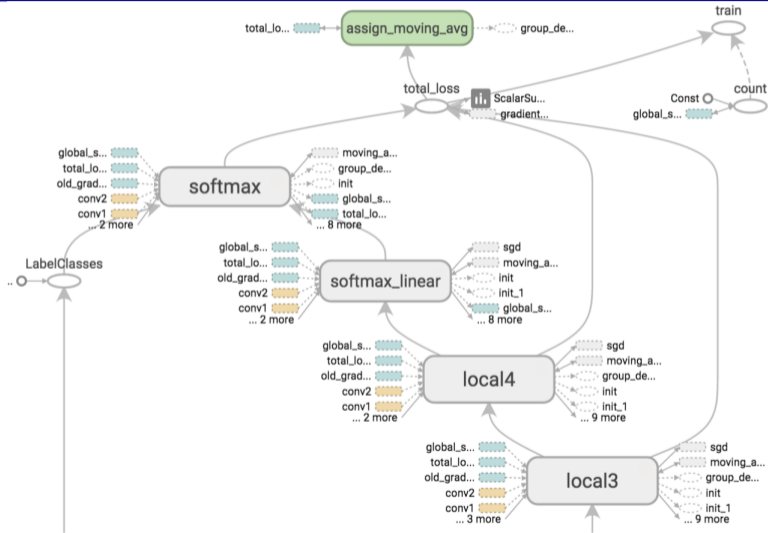 train
total_lo...
assign_moving_avg
group_de...
total_loss
ScalarSu...
gradient...
Const
count
global_s...
global_s...
total_lo...
old_grad...
conv2
conv1
... 2 more
softmax
moving_a...
group_de...
init
global_s...
total_lo...
... 8 more
LabelClasses
..
global_s...
total_lo...
old_grad...
conv2
conv1
... 2 more
softmax_linear
sgd
moving_a...
init
init_1
global_s...
... 8 more
global_s...
total_lo...
old_grad...
conv2
conv1
... 2 more
local4
sgd
moving_a...
group_de...
init
init_1
... 9 more
global_s...
total_lo...
old_grad...
conv2
conv1
... 3 more
local3
sgd
moving_a...
group_de...
init
init_1
... 9 more